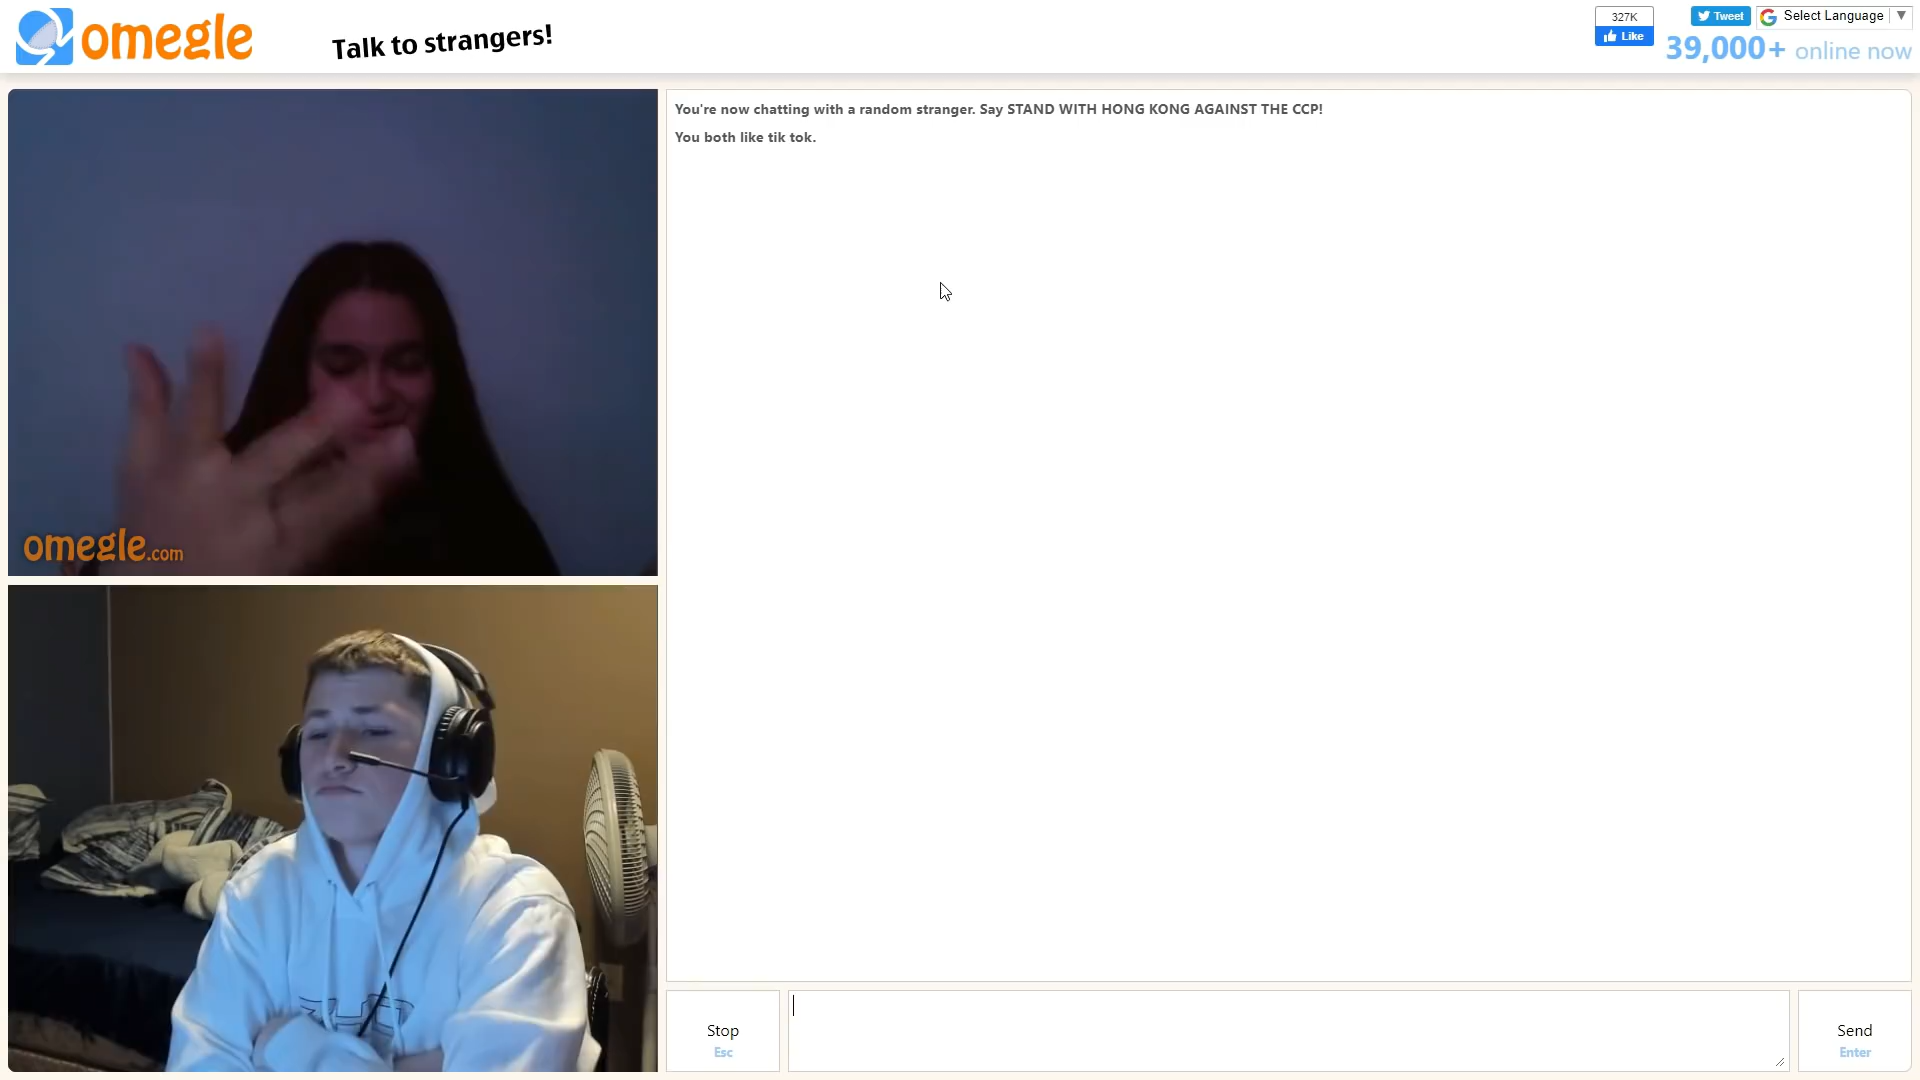 omegle
Talk to strangers!
327K
Like
Tweet
Select Language ▼
39,000+ online now
You're now chatting with a random stranger. Say STAND WITH HONG KONG AGAINST THE CCP!
You both like tik tok.
omegle.com
Stop
Esc
Send
Enter